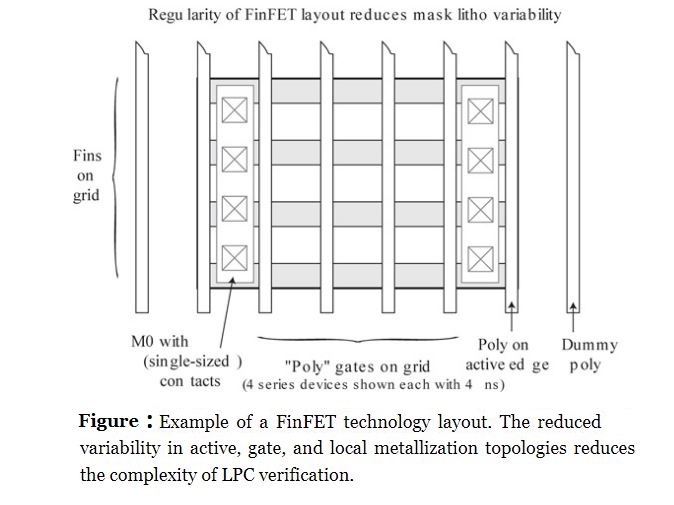 Regu larity of FinFET layout reduces mask litho variability
Fins
on
grid
M0 with
(single-sized )
con tacts
"Poly" gates on grid
(4 series devices shown each with 4 ns)
Poly on
active ed ge
Dummy
poly
Figure : Example of a FinFET technology layout. The reduced
variability in active, gate, and local metallization topologies reduces
the complexity of LPC verification.